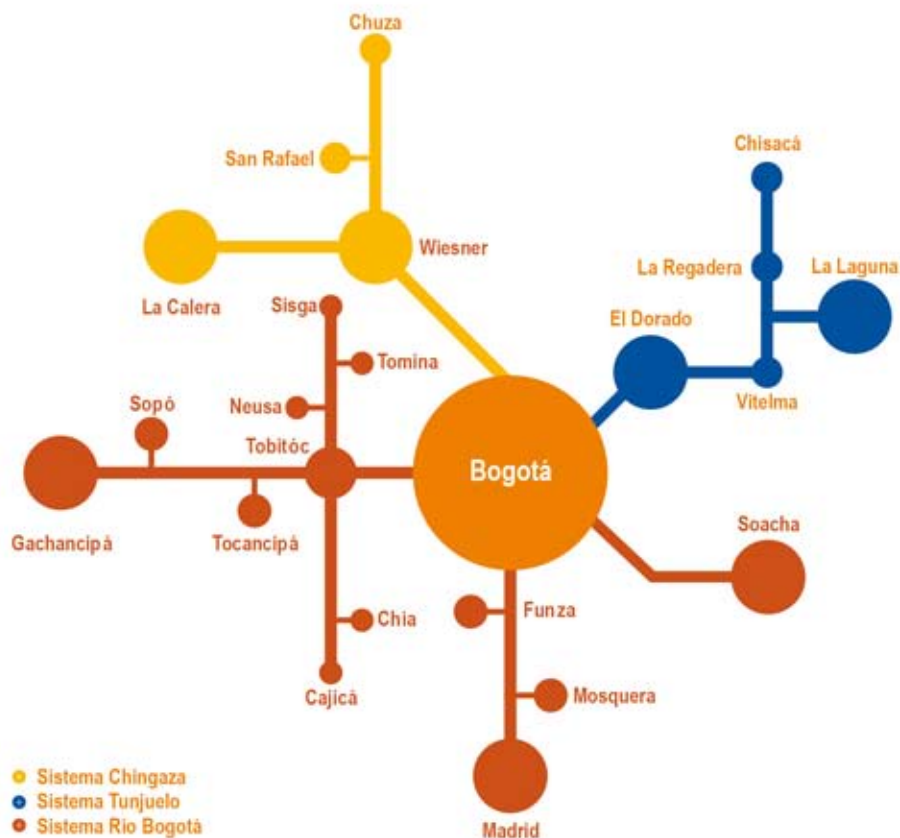 Chuza
San Rafael
Chisacá
Wiesner
La Regadera
La Laguna
La Calera
Sisga
El Dorado
Tomina
Vitelma
Sopó
Neusa
Tobitóc
Bogotá
Gachancipá
Tocancipá
Soacha
Chia
Funza
Cajicá
Mosquera
Madrid
Sistema Chingaza
Sistema Tunjuelo
Sistema Río Bogotá